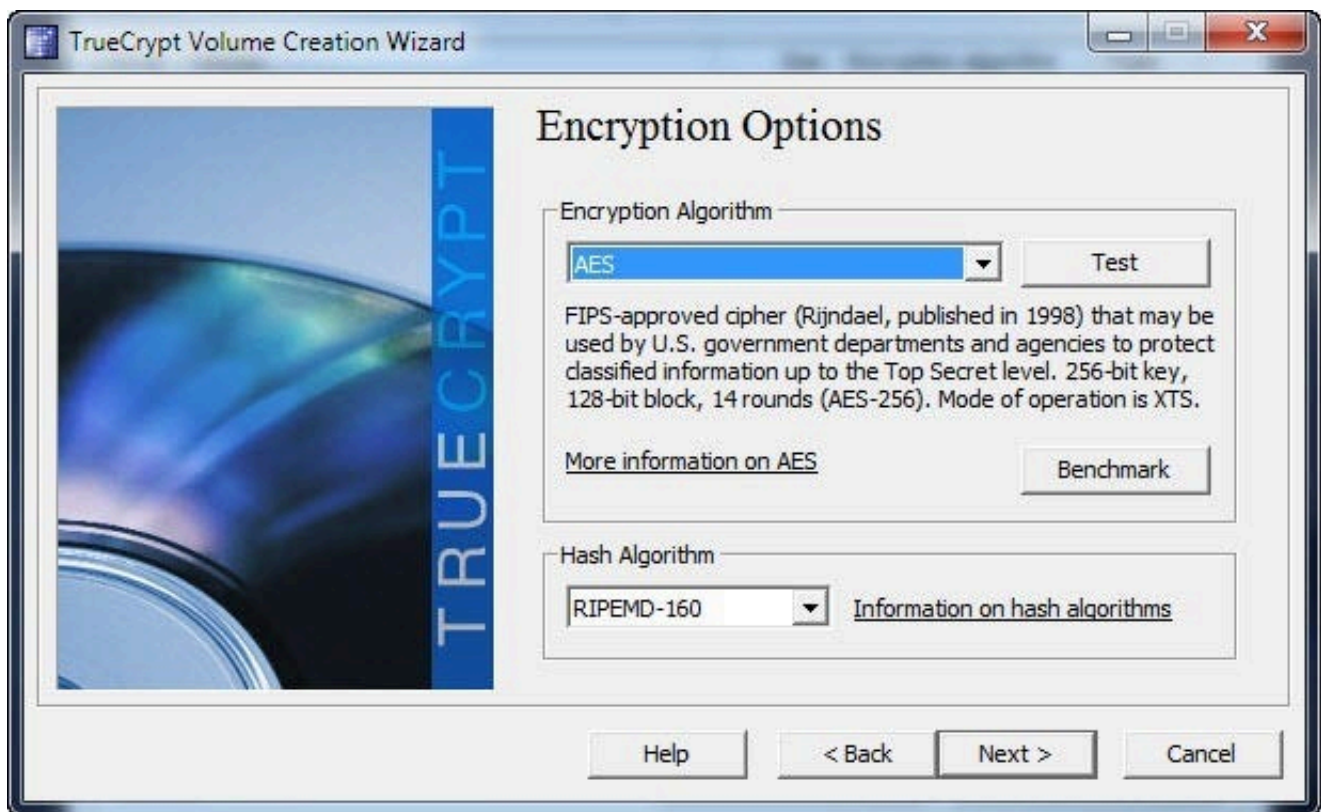 TrueCrypt Volume Creation Wizard
TRUECRYPT
Encryption Options
Encryption Algorithm
AES
Test
FIPS-approved cipher (Rijndael, published in 1998) that may be
used by U.S. government departments and agencies to protect
classified information up to the Top Secret level. 256-bit key,
128-bit block, 14 rounds (AES-256). Mode of operation is XTS.
More information on AES
Benchmark
Hash Algorithm
RIPEMD-160
Information on hash algorithms
Help
< Back
Next >
Cancel